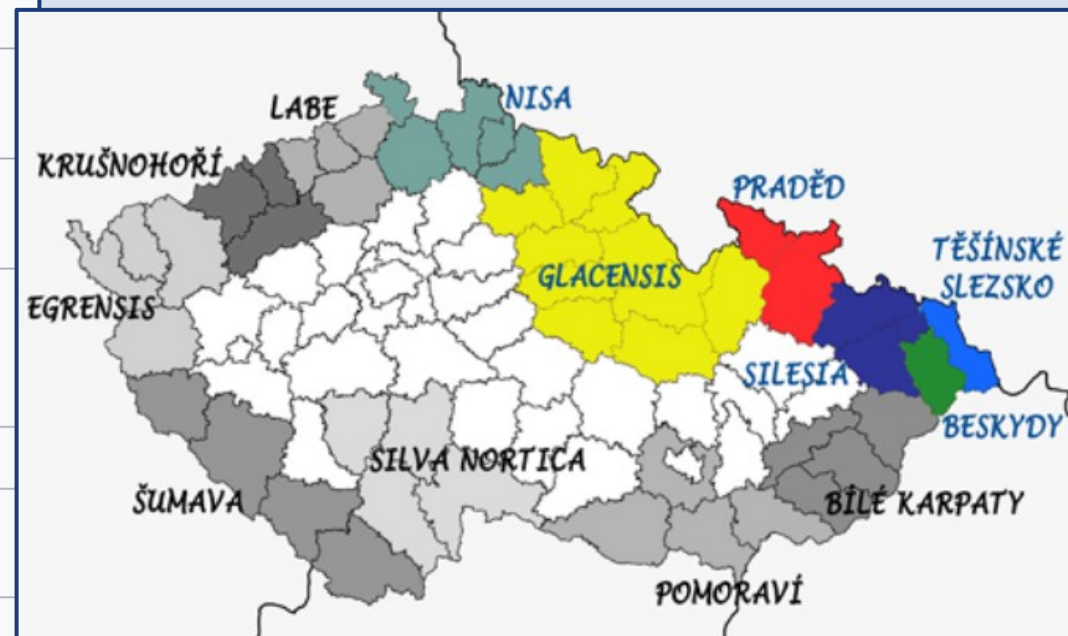 LABE
NISA
KRUŠNOHOŘÍ
PRADĚD
TĚŠÍNSKÉ
SLEZSKO
GLACENSIS
EGRENSIS
SILESIA
BESKYDY
SILVA NORTICA
ŠUMAVA
BÍLÉ KARPATY
POMORAVÍ